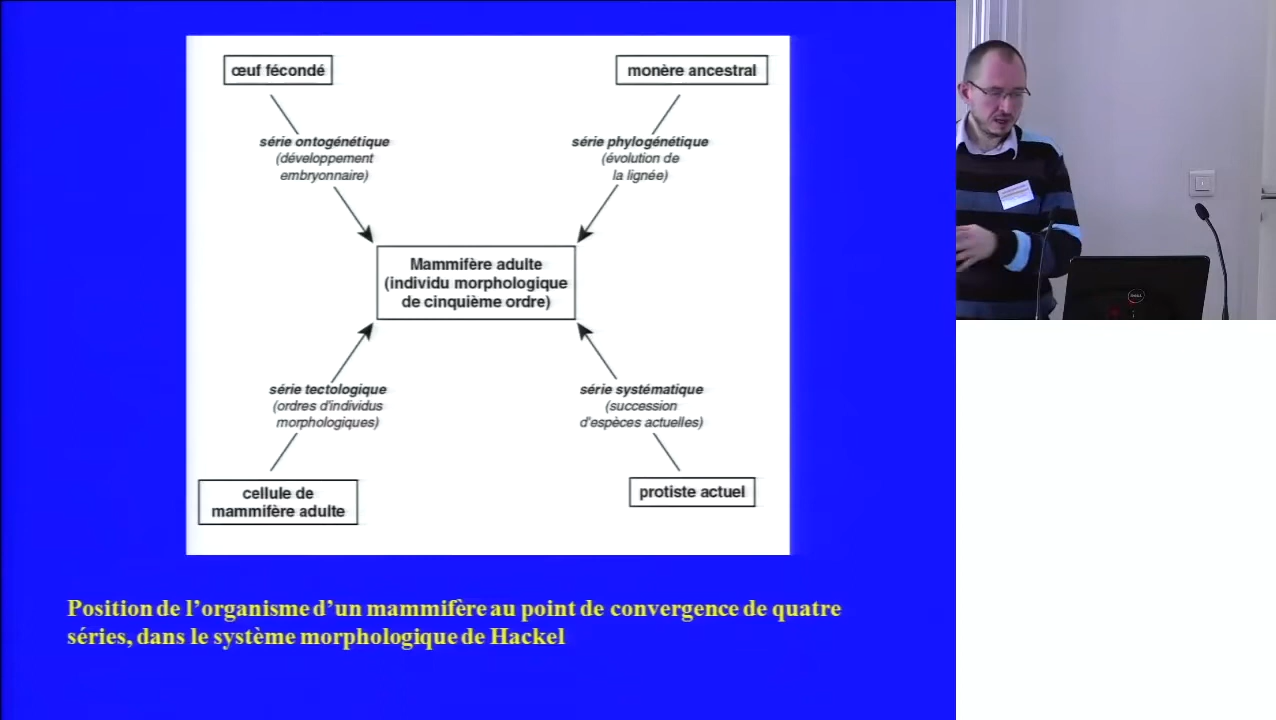 œuf fécondé
monère ancestral
série ontogénétique
(développement
embryonnaire)
série phylogénétique
(évolution de
la lignée)
Mammifère adulte
(individu morphologique
de cinquième ordre)
série tectologique
(ordres d'individus
morphologiques)
série systématique
(succession
d'espèces actuelles)
cellule de
mammifère adulte
protiste actuel
Position de l'organisme d'un mammifère au point de convergence de quatre
séries, dans le système morphologique de Hackel
DELL